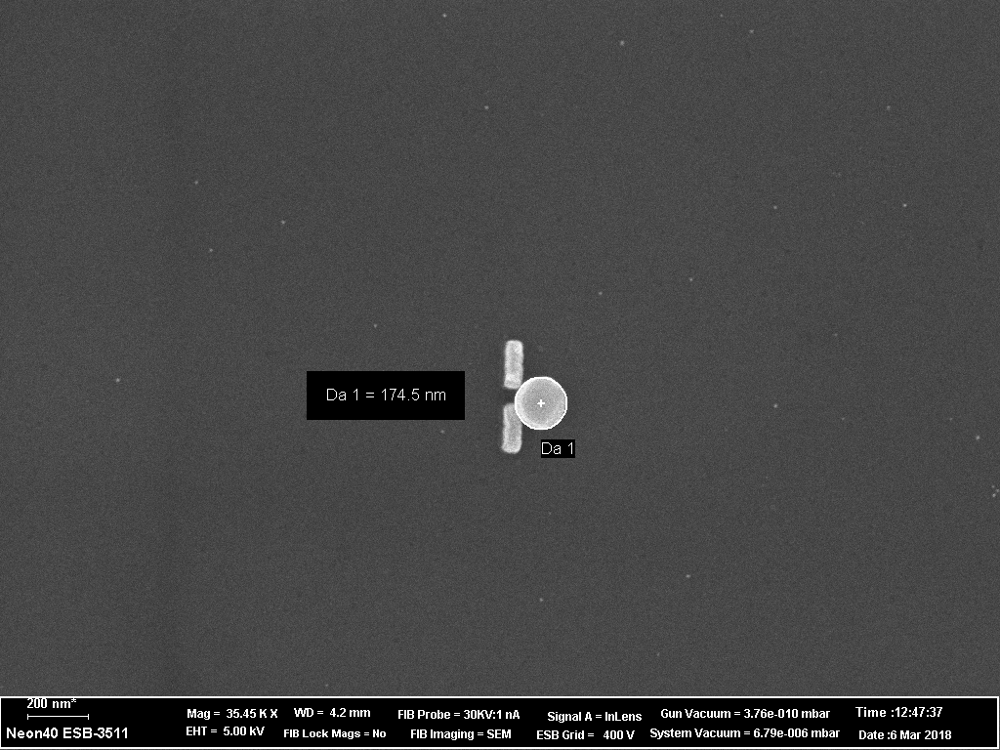 Da 1 = 174.5 nm
Da 1
200 nm*
Neon40 ESB-3511
Mag = 35.45 K X
EHT = 5.00 kV
WD = 4.2 mm
FIB Lock Mags = No
FIB Probe = 30KV:1 nA
FIB Imaging = SEM
Signal A = InLens
ESB Grid = 400 V
Gun Vacuum = 3.76e-010 mbar
System Vacuum = 6.79e-006 mbar
Time :12:47:37
Date :6 Mar 2018